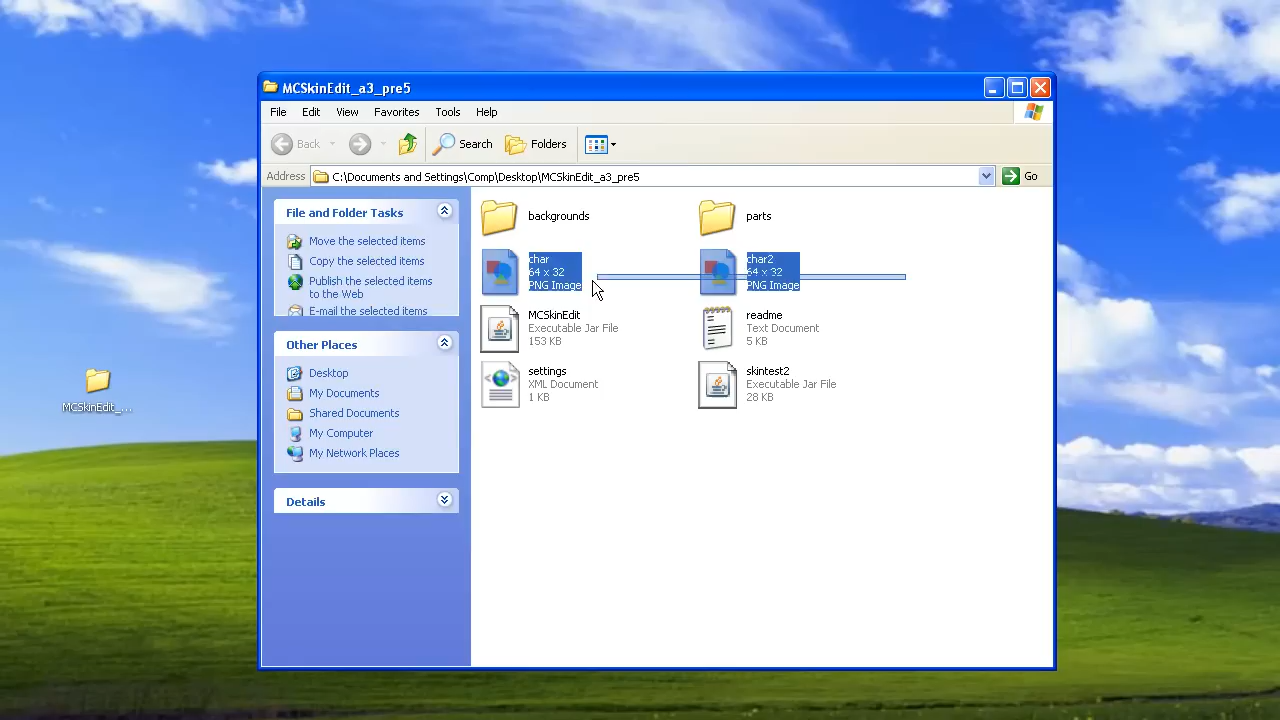 MCSkinEdit_a3_pre5
File Edit View Favorites Tools Help
Back Search Folders
Address C:\Documents and Settings\Comp\Desktop\MCSkinEdit_a3_pre5 Go
File and Folder Tasks
Move the selected items
Copy the selected items
Publish the selected items
to the Web
E-mail the selected items
Other Places
Desktop
My Documents
Shared Documents
My Computer
My Network Places
Details
backgrounds
parts
char
64 x 32
PNG Image
char2
64 x 32
PNG Image
MCSkinEdit
Executable Jar File
153 KB
readme
Text Document
5 KB
settings
XML Document
1 KB
skintest2
Executable Jar File
28 KB
MCSkinEdit_...